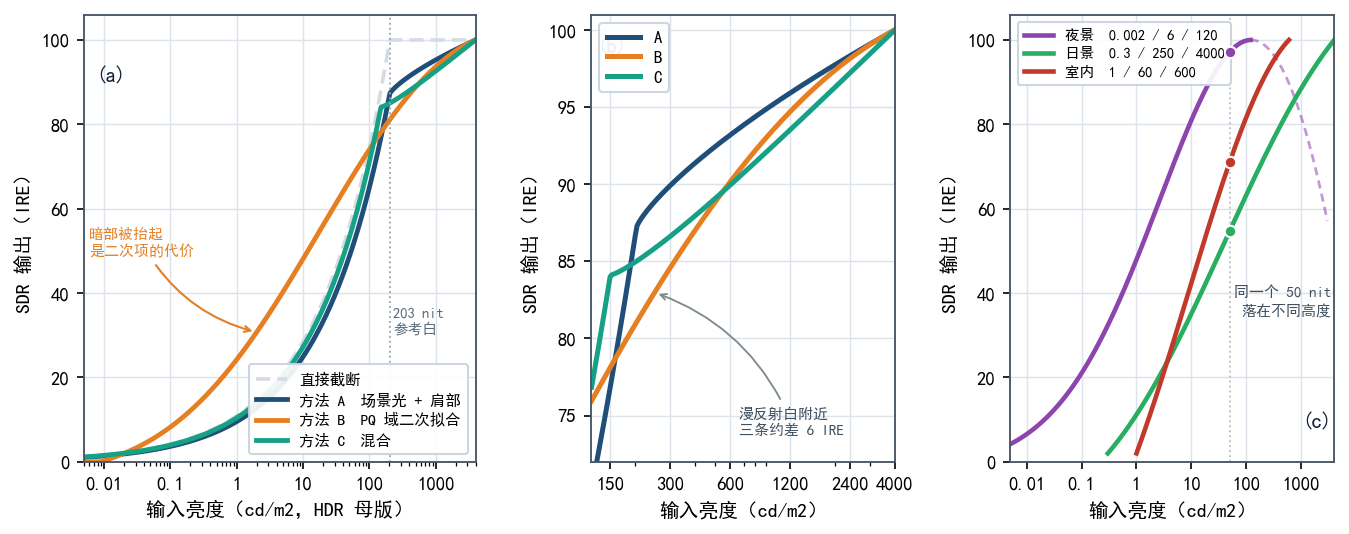 100
80
60
40
20
0
0.01
0.1
1
10
100
1000
SDR 输出 (IRE)
输入亮度 (cd/m2, HDR 母版)
(a)
暗部被抬起
是二次项的代价
203 nit
参考白
直接截断
方法 A 场景光 + 肩部
方法 B PQ 域二次拟合
方法 C 混合
100
95
90
85
80
75
150
300
600
1200
2400
4000
SDR 输出 (IRE)
输入亮度 (cd/m2)
(b)
A
B
C
漫反射白附近
三条约差 6 IRE
100
80
60
40
20
0
0.01
0.1
1
10
100
1000
SDR 输出 (IRE)
输入亮度 (cd/m2)
夜景 0.002 / 6 / 120
日景 0.3 / 250 / 4000
室内 1 / 60 / 600
同一个 50 nit
落在不同高度
(c)